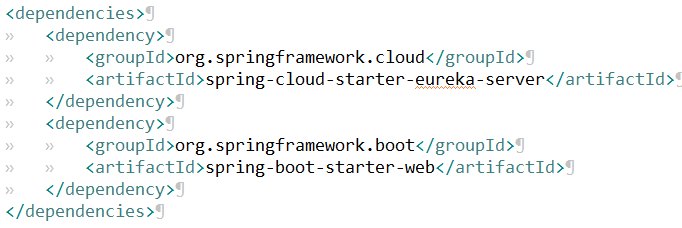 <dependencies>¶
»   <dependency>¶
»   »   <groupId>org.springframework.cloud</groupId>¶
»   »   <artifactId>spring-cloud-starter-eureka-server</artifactId>¶
»   </dependency>¶
»   <dependency>¶
»   »   <groupId>org.springframework.boot</groupId>¶
»   »   <artifactId>spring-boot-starter-web</artifactId>¶
»   </dependency>¶
</dependencies>¶